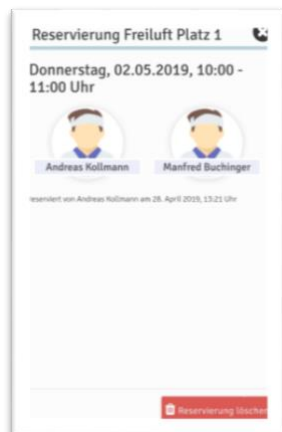 Reservierung Freiluft Platz 1
Donnerstag, 02.05.2019, 10:00 -
11:00 Uhr
Andreas Kollmann Manfred Buchinger
eserviert von Andreas Kollmann am 28. April 2019, 13:21 Uhr
Reservierung lösche